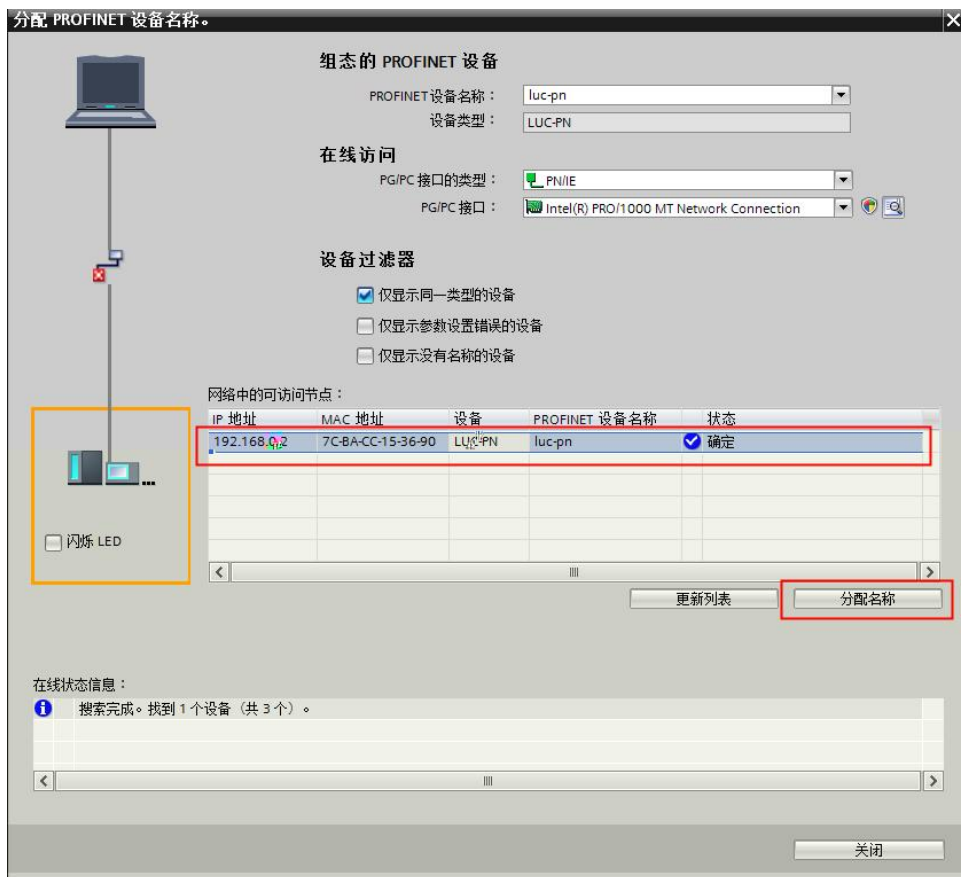 分配 PROFINET 设备名称。
组态的 PROFINET 设备
PROFINET设备名称： luc-pn
设备类型： LUC-PN
在线访问
PG/PC 接口的类型： PN/IE
PG/PC 接口： Intel(R) PRO/1000 MT Network Connection
设备过滤器
仅显示同一类型的设备
仅显示参数设置错误的设备
仅显示没有名称的设备
网络中的可访问节点：
IP 地址 MAC 地址 设备 PROFINET 设备名称 状态
192.168.0.2 7C-BA-CC-15-36-90 LUC-PN luc-pn 确定
闪烁 LED
更新列表 分配名称
在线状态信息：
搜索完成。找到 1 个设备（共 3 个）。
关闭